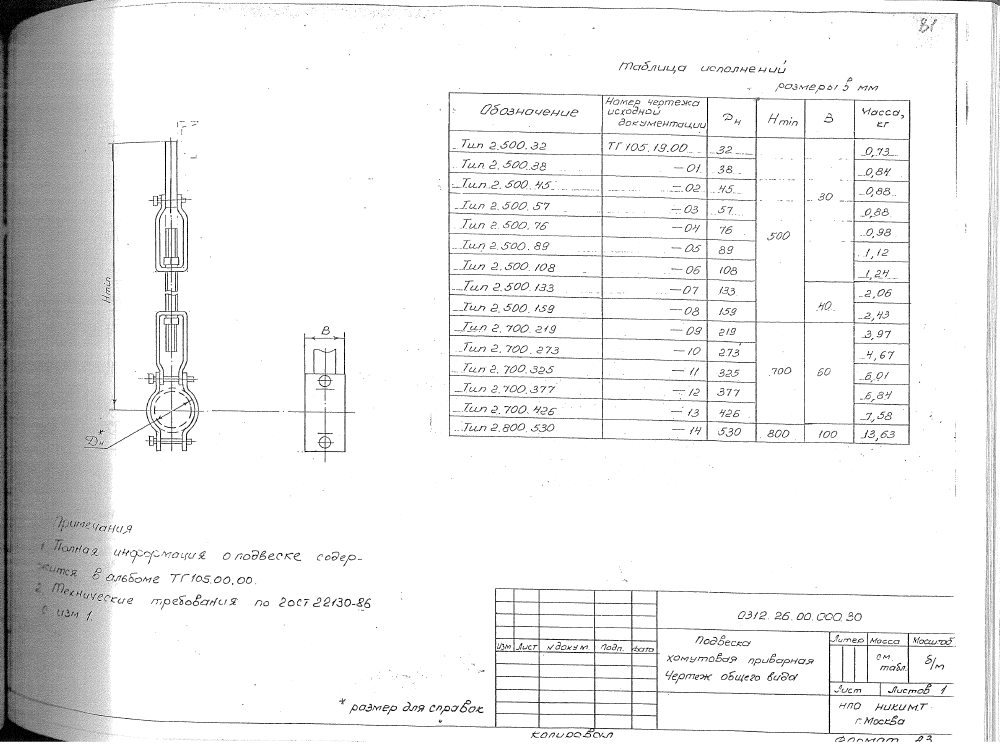 81
Таблица исполнений
размеры в мм
Обозначение | Номер чертежа исходной документации | Дн | Hmin | В | Масса, кг
Тип 2.500.32 | ТГ 105.19.00 | 32 | 500 | 30 | 0,73
Тип 2.500.38 | —01 | 38 | 0,84
Тип 2.500.45 | —02 | 45 | 0,88
Тип 2.500.57 | —03 | 57 | 0,88
Тип 2.500.76 | —04 | 76 | 0,98
Тип 2.500.89 | —05 | 89 | 1,12
Тип 2.500.108 | —06 | 108 | 1,24
Тип 2.500.133 | —07 | 133 | 40 | 2,06
Тип 2.500.159 | —08 | 159 | 2,43
Тип 2.700.219 | —09 | 219 | 700 | 60 | 3,97
Тип 2.700.273 | —10 | 273 | 4,67
Тип 2.700.325 | —11 | 325 | 6,01
Тип 2.700.377 | —12 | 377 | 6,84
Тип 2.700.426 | —13 | 426 | 7,58
Тип 2.800.530 | —14 | 530 | 800 | 100 | 13,63
Hmin
В
Дн*
Примечания
1 Полная информация о подвеске содер-
жится в альбоме ТГ105.00.00.
2 Технические требования по ГОСТ 22130-86
с изм 1.
* размер для справок
0312.26.00.000.30
Изм Лист № докум. Подп. Дата
Подвеска
хомутовая приварная
Чертеж общего вида
Литер Масса Масштаб
см. табл. б/м
Лист Листов 1
НПО НИКИМТ
г. Москва
Копировал
Формат А3